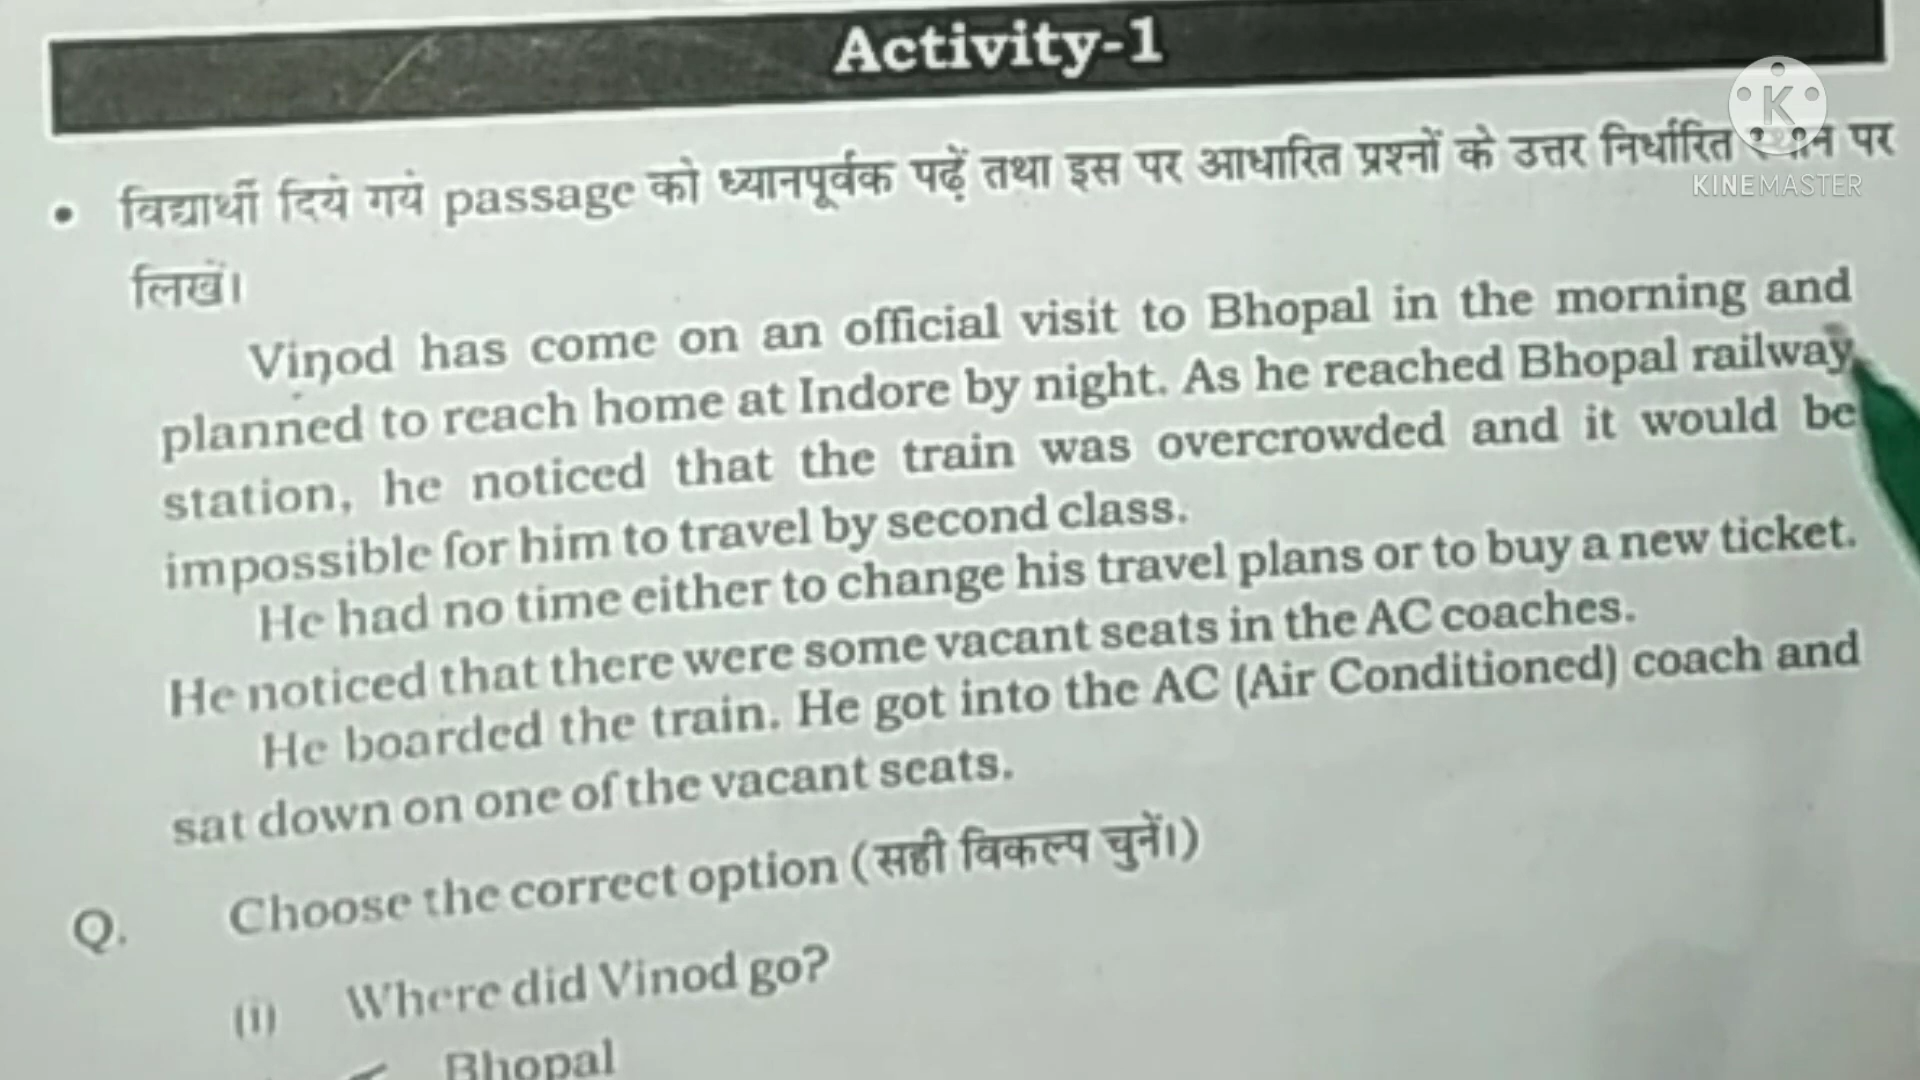 Activity-1
K
KINEMASTER
• विद्यार्थी दिये गये passage को ध्यानपूर्वक पढ़ें तथा इस पर आधारित प्रश्नों के उत्तर निर्धारित पर
लिखें।
Vinod has come on an official visit to Bhopal in the morning and
planned to reach home at Indore by night. As he reached Bhopal railway
station, he noticed that the train was overcrowded and it would be
impossible for him to travel by second class.
He had no time either to change his travel plans or to buy a new ticket.
He noticed that there were some vacant seats in the AC coaches.
He boarded the train. He got into the AC (Air Conditioned) coach and
sat down on one of the vacant seats.
Q. Choose the correct option (सही विकल्प चुनें।)
(i) Where did Vinod go?
Bhopal